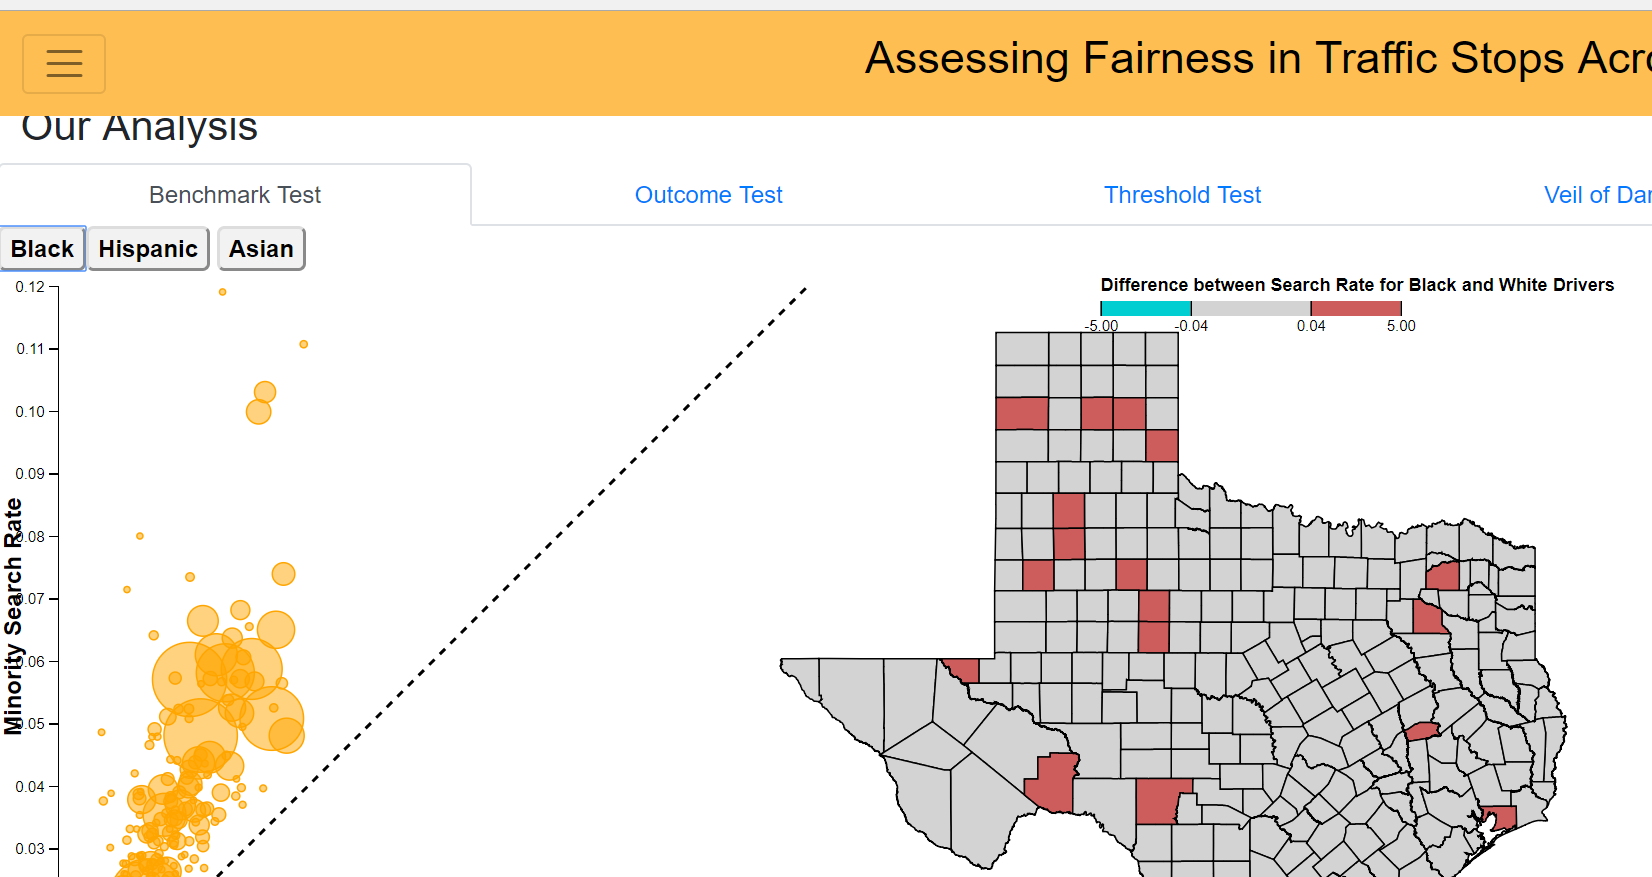 Assessing Fairness in Traffic Stops Acro
Our Analysis
Benchmark Test
Outcome Test
Threshold Test
Veil of Dar
Black
Hispanic
Asian
Difference between Search Rate for Black and White Drivers
-5.00
-0.04
0.04
5.00
Minority Search Rate
0.12
0.11
0.10
0.09
0.08
0.07
0.06
0.05
0.04
0.03